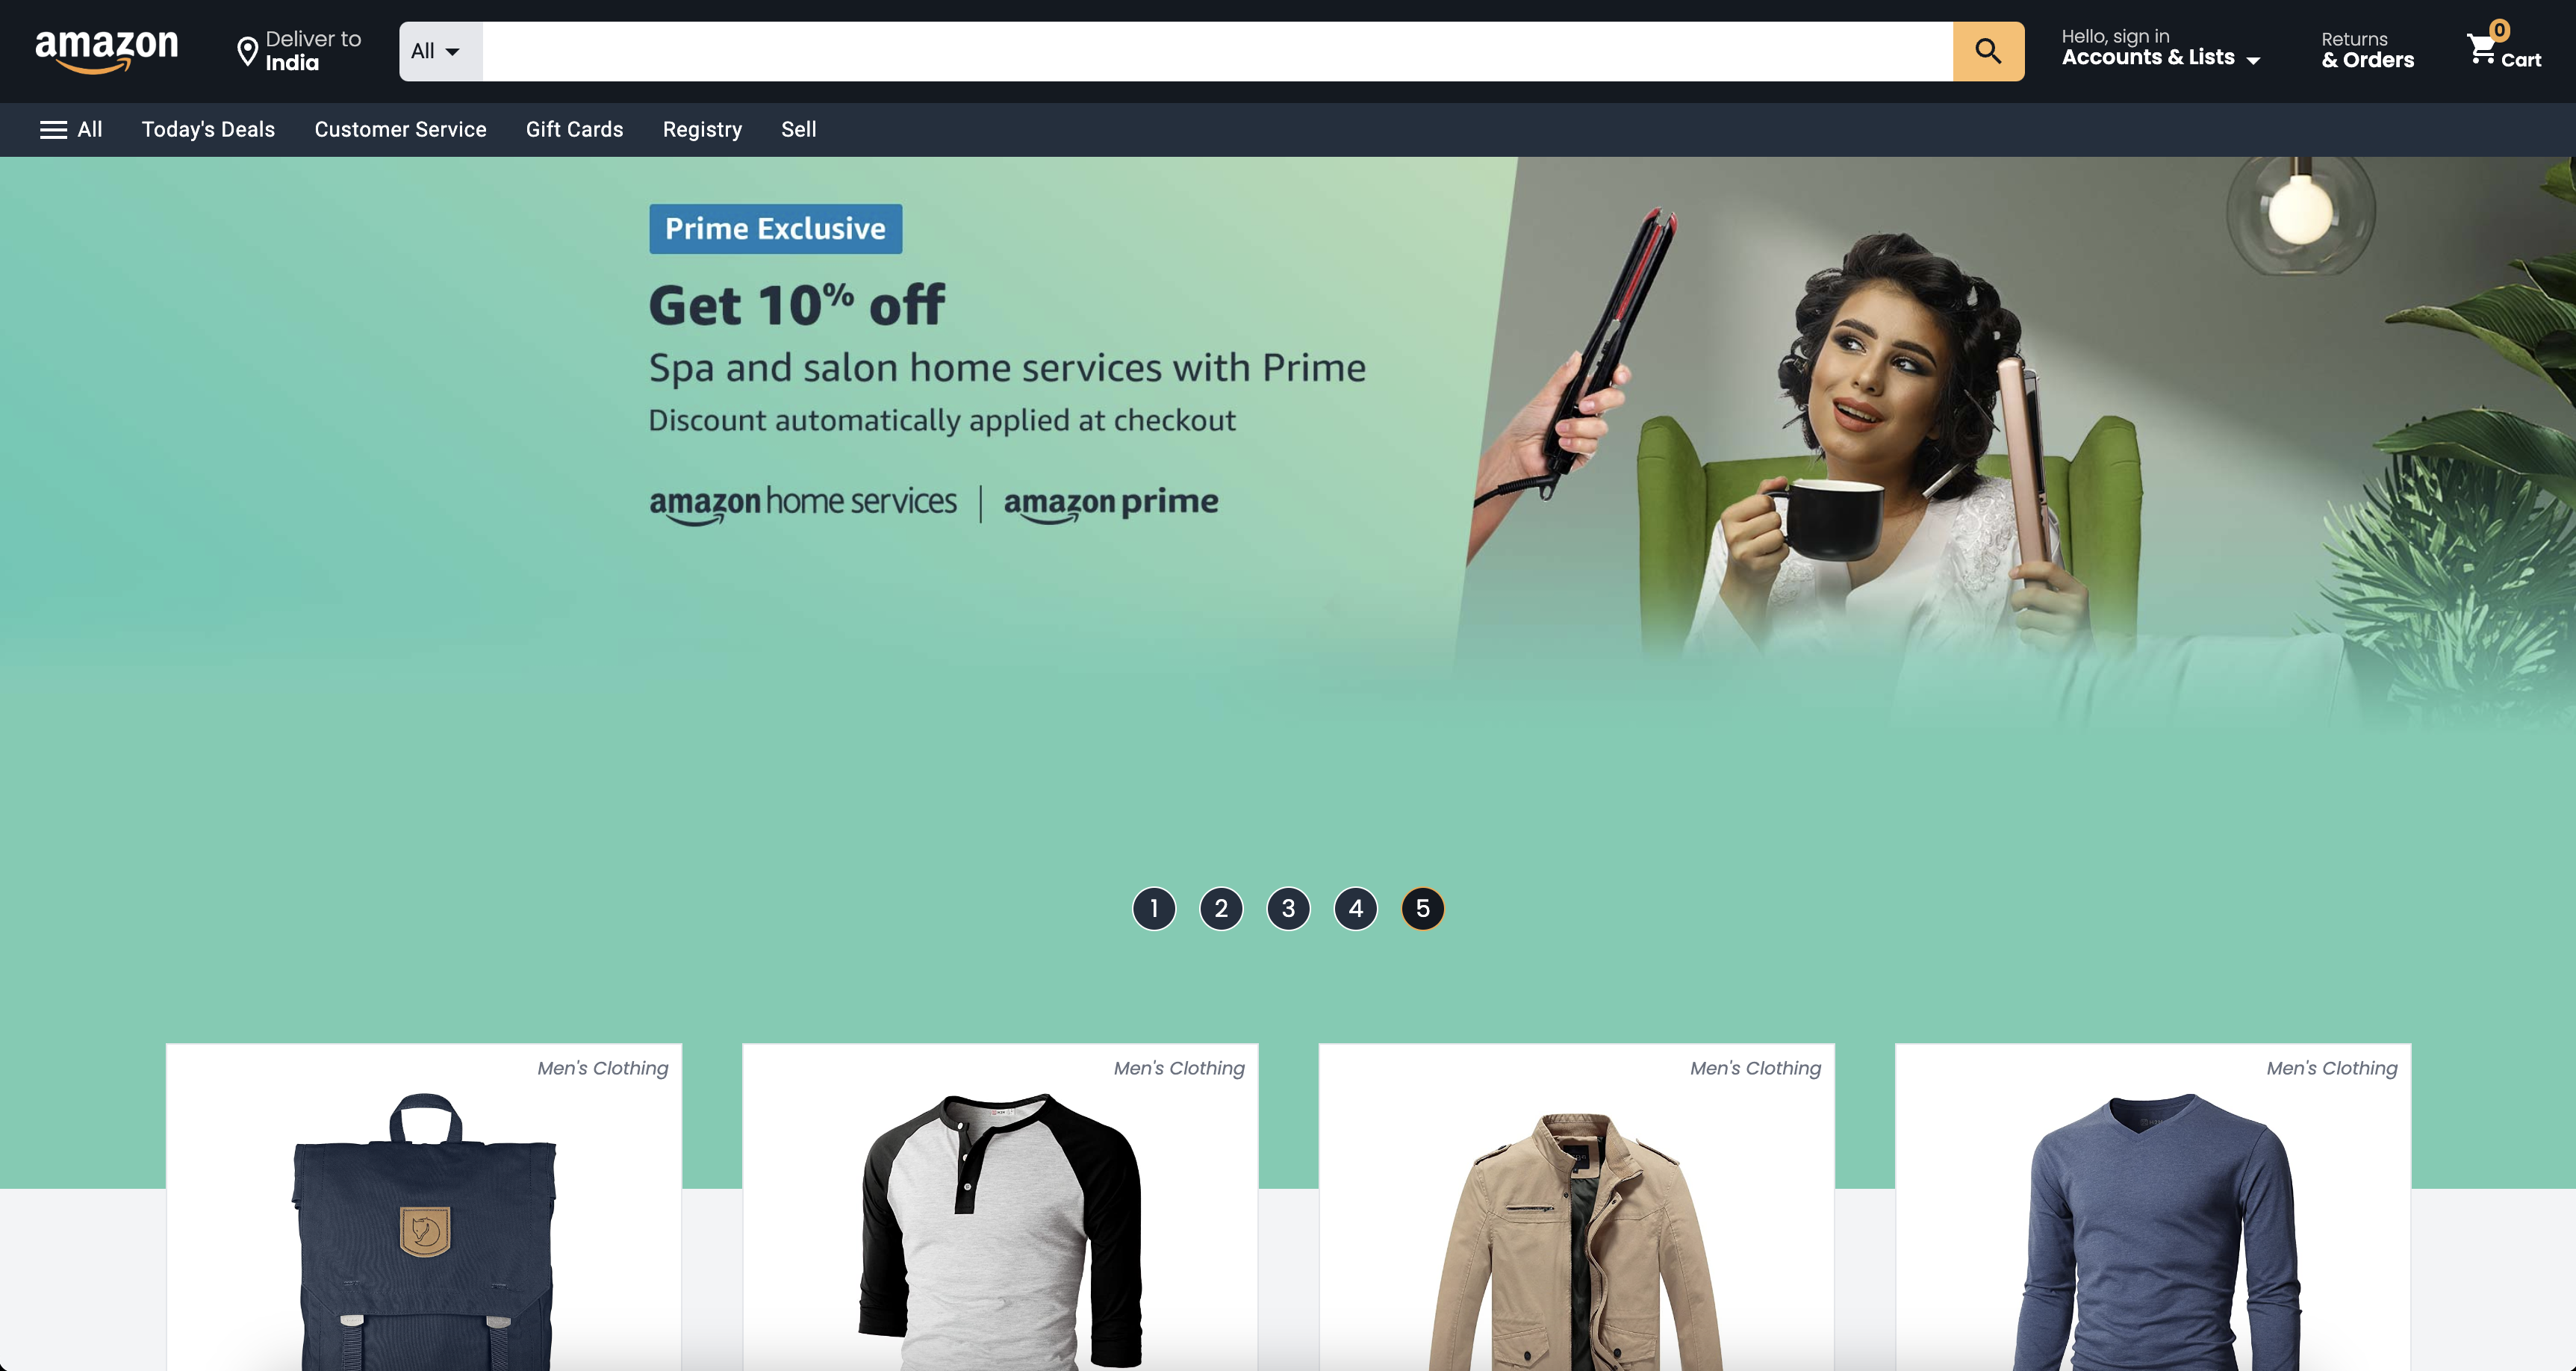 amazon
Deliver to
India
All
Hello, sign in
Accounts & Lists
Returns
& Orders
0
Cart
All
Today's Deals
Customer Service
Gift Cards
Registry
Sell
Prime Exclusive
Get 10% off
Spa and salon home services with Prime
Discount automatically applied at checkout
amazon home services | amazon prime
1 2 3 4 5
Men's Clothing
Men's Clothing
Men's Clothing
Men's Clothing